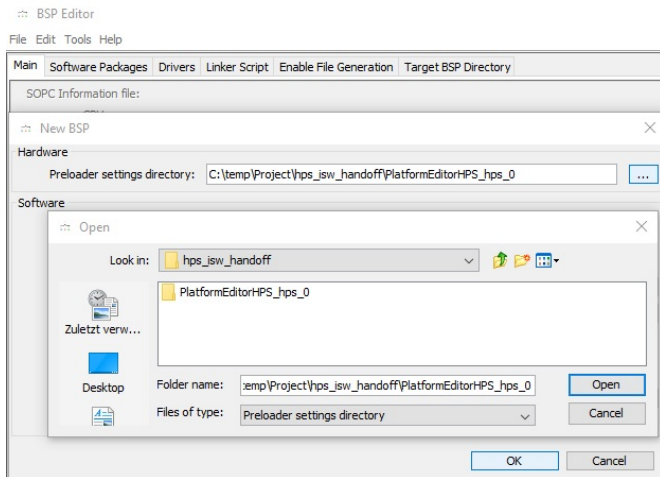 BSP Editor
File Edit Tools Help
Main Software Packages Drivers Linker Script Enable File Generation Target BSP Directory
SOPC Information file:
New BSP
Hardware
Preloader settings directory: C:\temp\Project\hps_isw_handoff\PlatformEditorHPS_hps_0 ...
Software
Open
Look in: hps_isw_handoff
PlatformEditorHPS_hps_0
Zuletzt verw...
Desktop
Folder name: :emp\Project\hps_isw_handoff\PlatformEditorHPS_hps_0 Open
Files of type: Preloader settings directory Cancel
OK Cancel